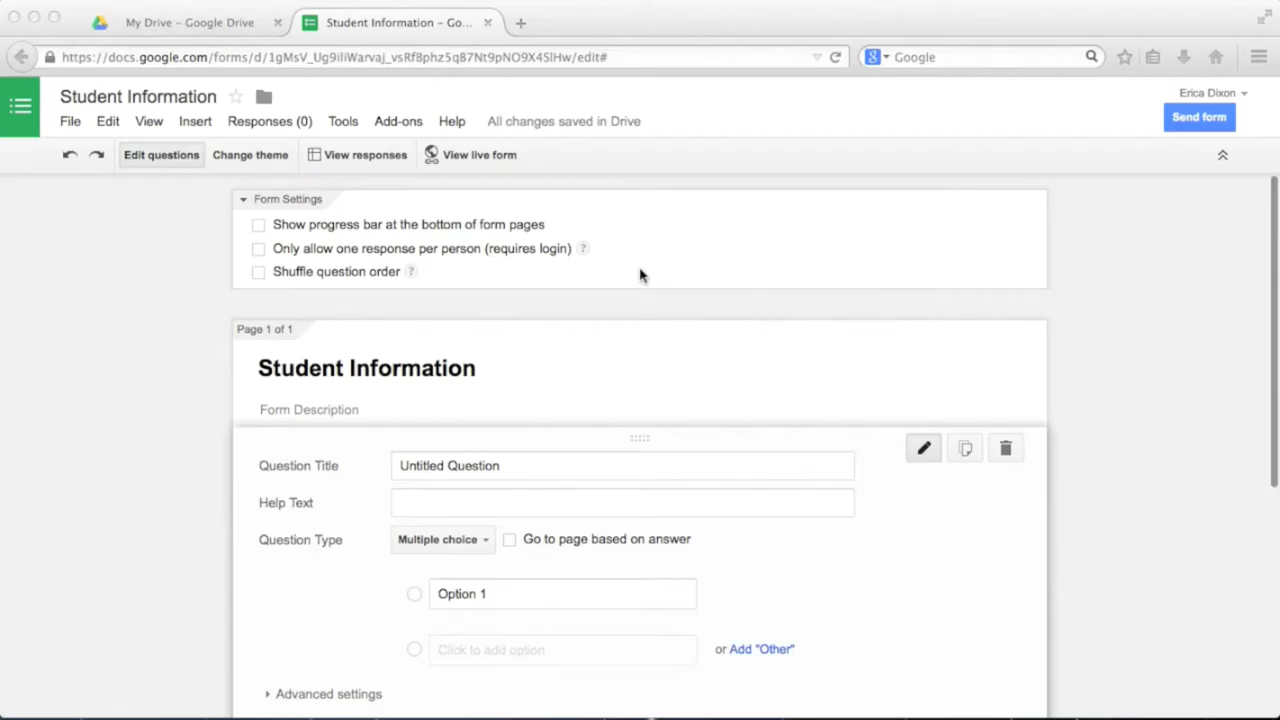 My Drive – Google Drive
Student Information – Go...
https://docs.google.com/forms/d/1gMsV_Ug9iIiWarvaj_vsRfBphz5q87Nt9pNO9X4SlHw/edit#
Google
Student Information
Erica Dixon
File Edit View Insert Responses (0) Tools Add-ons Help All changes saved in Drive
Send form
Edit questions Change theme View responses View live form
Form Settings
Show progress bar at the bottom of form pages
Only allow one response per person (requires login) ?
Shuffle question order ?
Page 1 of 1
Student Information
Form Description
Question Title Untitled Question
Help Text
Question Type Multiple choice Go to page based on answer
Option 1
Click to add option or Add "Other"
Advanced settings